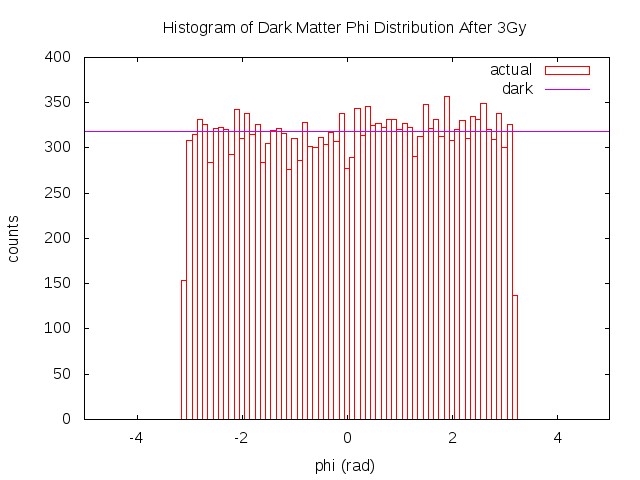 Histogram of Dark Matter Phi Distribution After 3Gy
400
350
300
250
200
150
100
50
0
counts
actual
dark
-4
-2
0
2
4
phi (rad)